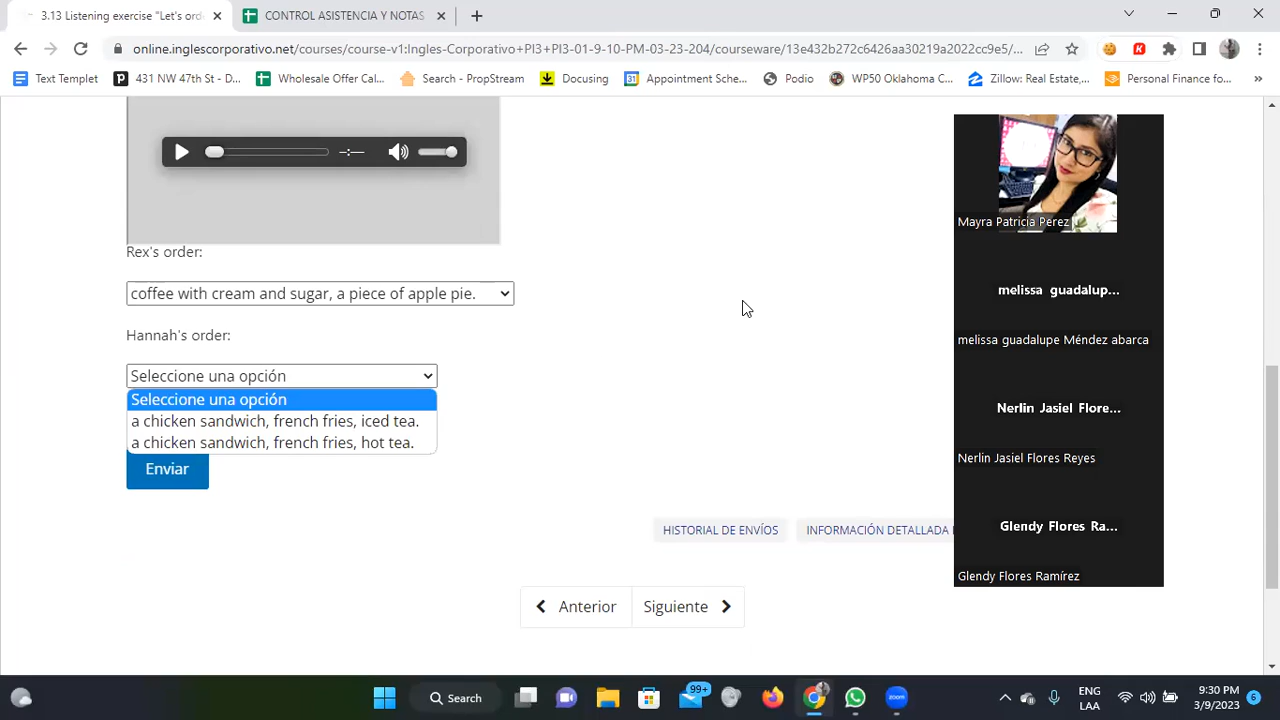 3.13 Listening exercise "Let's ord
CONTROL ASISTENCIA Y NOTAS
online.inglescorporativo.net/courses/course-v1:Ingles-Corporativo+PI3+PI3-01-9-10-PM-03-23-204/courseware/13e432b272c6426aa30219a2022cc9e5/...
Text Templet
431 NW 47th St - D...
Wholesale Offer Cal...
Search - PropStream
Docusing
Appointment Sche...
Podio
WP50 Oklahoma C...
Zillow: Real Estate,...
Personal Finance fo...
-:--
Mayra Patricia Perez
Rex's order:
coffee with cream and sugar, a piece of apple pie.
melissa guadalup...
melissa guadalupe Méndez abarca
Hannah's order:
Seleccione una opción
Seleccione una opción
a chicken sandwich, french fries, iced tea.
a chicken sandwich, french fries, hot tea.
Nerlin Jasiel Flore...
Nerlin Jasiel Flores Reyes
Enviar
HISTORIAL DE ENVÍOS
INFORMACIÓN DETALLADA
Glendy Flores Ra...
Glendy Flores Ramírez
Anterior
Siguiente
Search
99+
zoom
ENG
LAA
9:30 PM
3/9/2023
6